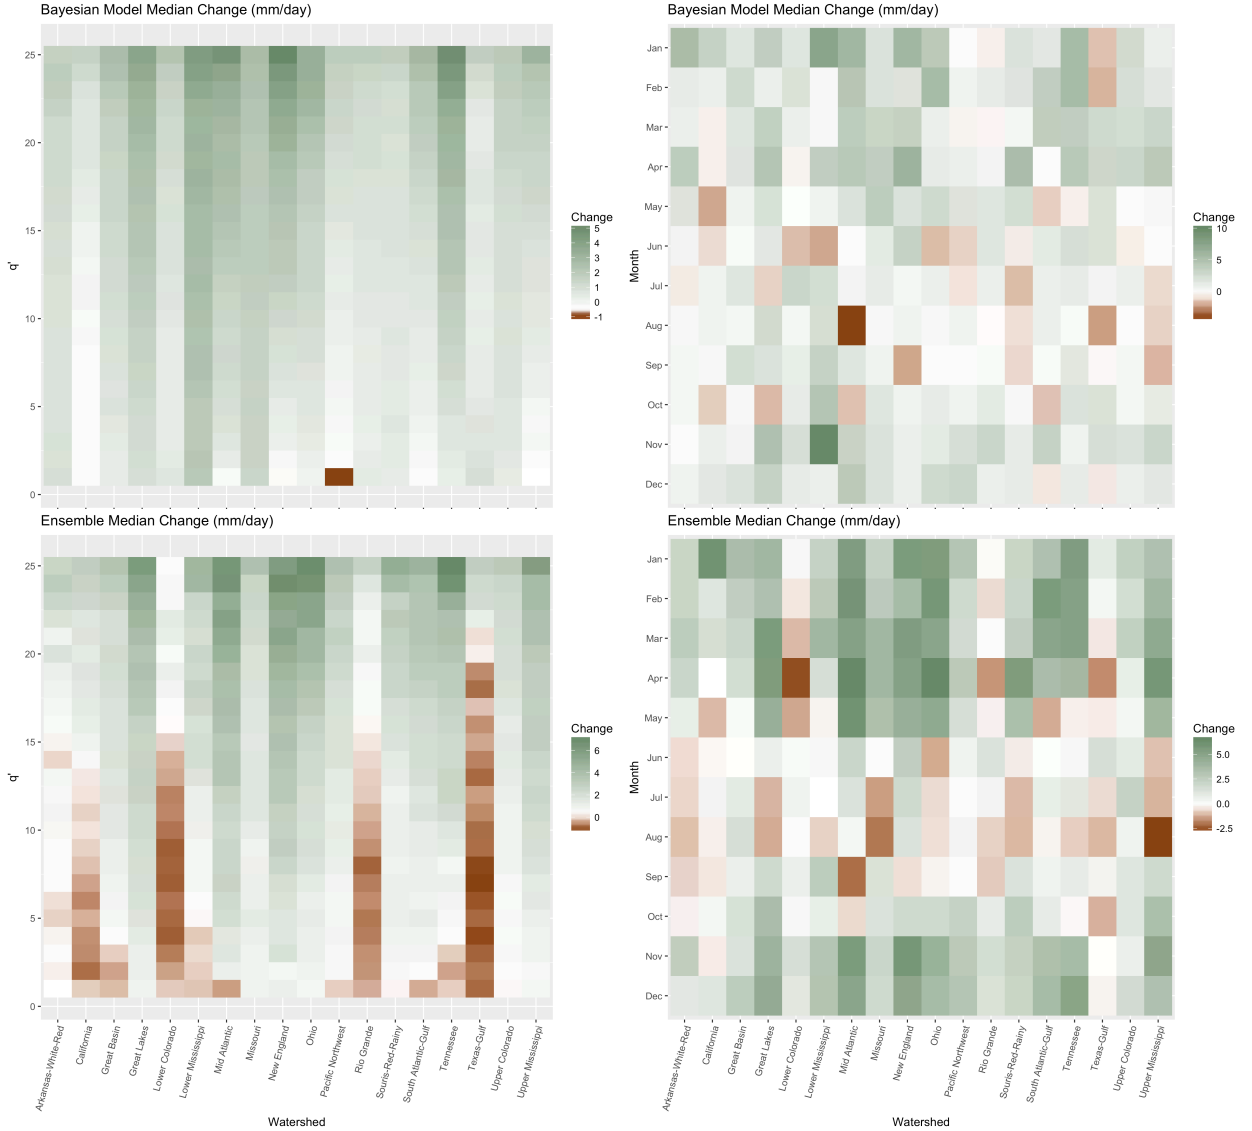 Bayesian Model Median Change (mm/day)
25
20
15
10
5
0
q'
Change
5
4
3
2
1
0
-1
Bayesian Model Median Change (mm/day)
Jan
Feb
Mar
Apr
May
Jun
Jul
Aug
Sep
Oct
Nov
Dec
Month
Change
10
5
0
Ensemble Median Change (mm/day)
25
20
15
10
5
0
q'
Arkansas-White-Red
California
Great Basin
Great Lakes
Lower Colorado
Lower Mississippi
Mid Atlantic
Missouri
New England
Ohio
Pacific Northwest
Rio Grande
Souris-Red-Rainy
South Atlantic-Gulf
Tennessee
Texas-Gulf
Upper Colorado
Upper Mississippi
Watershed
Change
6
4
2
0
Ensemble Median Change (mm/day)
Jan
Feb
Mar
Apr
May
Jun
Jul
Aug
Sep
Oct
Nov
Dec
Month
Arkansas-White-Red
California
Great Basin
Great Lakes
Lower Colorado
Lower Mississippi
Mid Atlantic
Missouri
New England
Ohio
Pacific Northwest
Rio Grande
Souris-Red-Rainy
South Atlantic-Gulf
Tennessee
Texas-Gulf
Upper Colorado
Upper Mississippi
Watershed
Change
5.0
2.5
0.0
-2.5